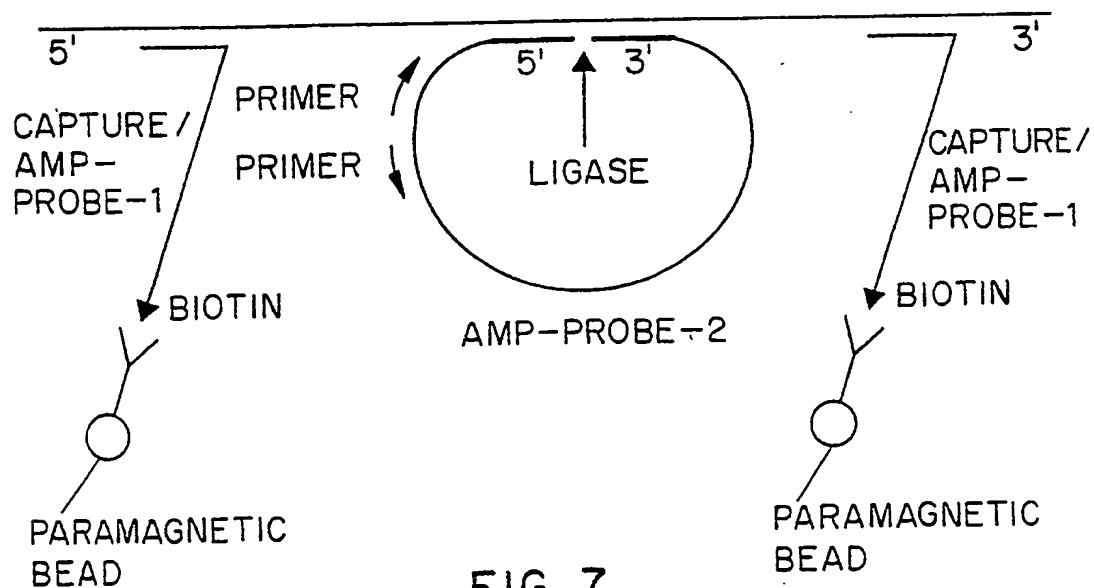 5'
3'
5'
3'
PRIMER
PRIMER
CAPTURE/
AMP-
PROBE-1
LIGASE
CAPTURE/
AMP-
PROBE-1
BIOTIN
BIOTIN
AMP-PROBE-2
PARAMAGNETIC
BEAD
PARAMAGNETIC
BEAD
FIG. 7